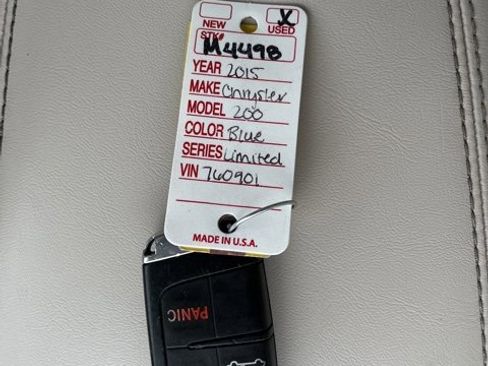 X
NEW USED
STK# M4498
YEAR 2015
MAKE Chrysler
MODEL 200
COLOR Blue
SERIES Limited
VIN 760901
MADE IN U.S.A.
PANIC